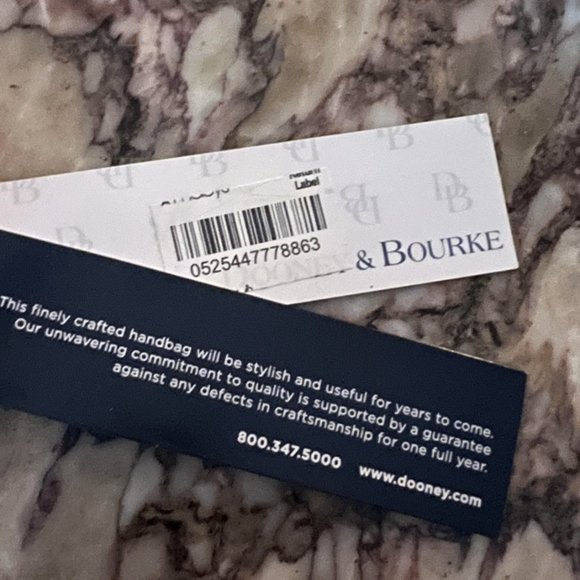 Label
0525447778863
DOONEY & BOURKE
This finely crafted handbag will be stylish and useful for years to come.
Our unwavering commitment to quality is supported by a guarantee
against any defects in craftsmanship for one full year.
800.347.5000 www.dooney.com